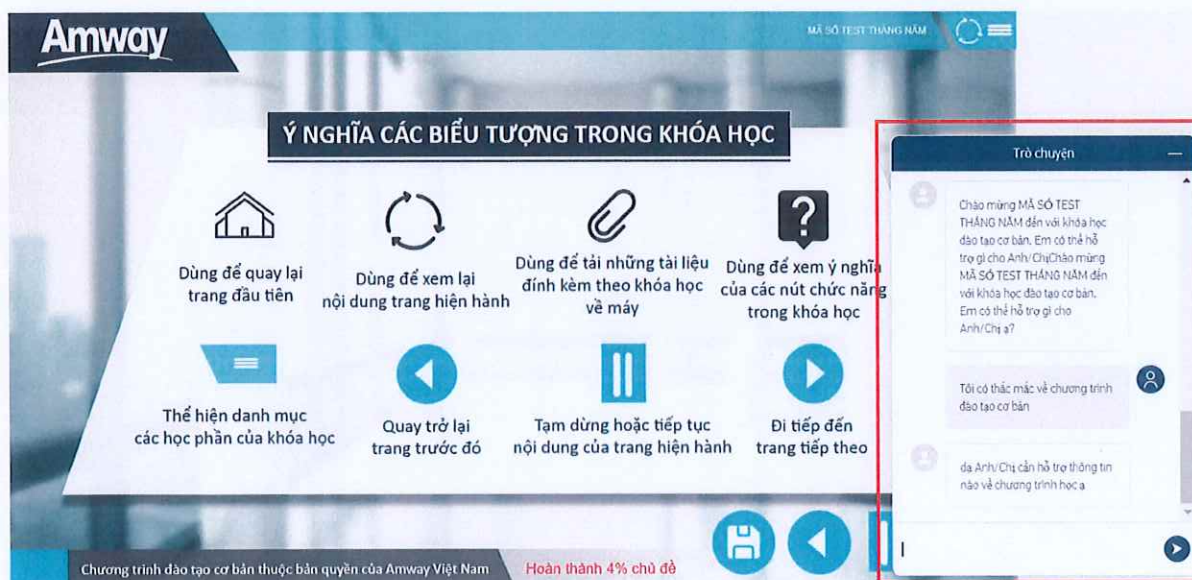 Amway
MÃ SỐ TEST THÁNG NĂM
Ý NGHĨA CÁC BIỂU TƯỢNG TRONG KHÓA HỌC
Dùng để quay lại
trang đầu tiên
Dùng để xem lại
nội dung trang hiện hành
Dùng để tải những tài liệu
đính kèm theo khóa học
về máy
?
Dùng để xem ý nghĩa
của các nút chức năng
trong khóa học
Thể hiện danh mục
các học phần của khóa học
Quay trở lại
trang trước đó
Tạm dừng hoặc tiếp tục
nội dung của trang hiện hành
Đi tiếp đến
trang tiếp theo
Trò chuyện
Chào mừng MÃ SỐ TEST
THÁNG NĂM đến với khóa học
đào tạo cơ bản. Em có thể hỗ
trợ gì cho Anh/ChịChào mừng
MÃ SỐ TEST THÁNG NĂM đến
với khóa học đào tạo cơ bản.
Em có thể hỗ trợ gì cho
Anh/Chị ạ?
Tôi có thắc mắc về chương trình
đào tạo cơ bản
dạ Anh/Chị cần hỗ trợ thông tin
nào về chương trình học ạ
Chương trình đào tạo cơ bản thuộc bản quyền của Amway Việt Nam
Hoàn thành 4% chủ đề